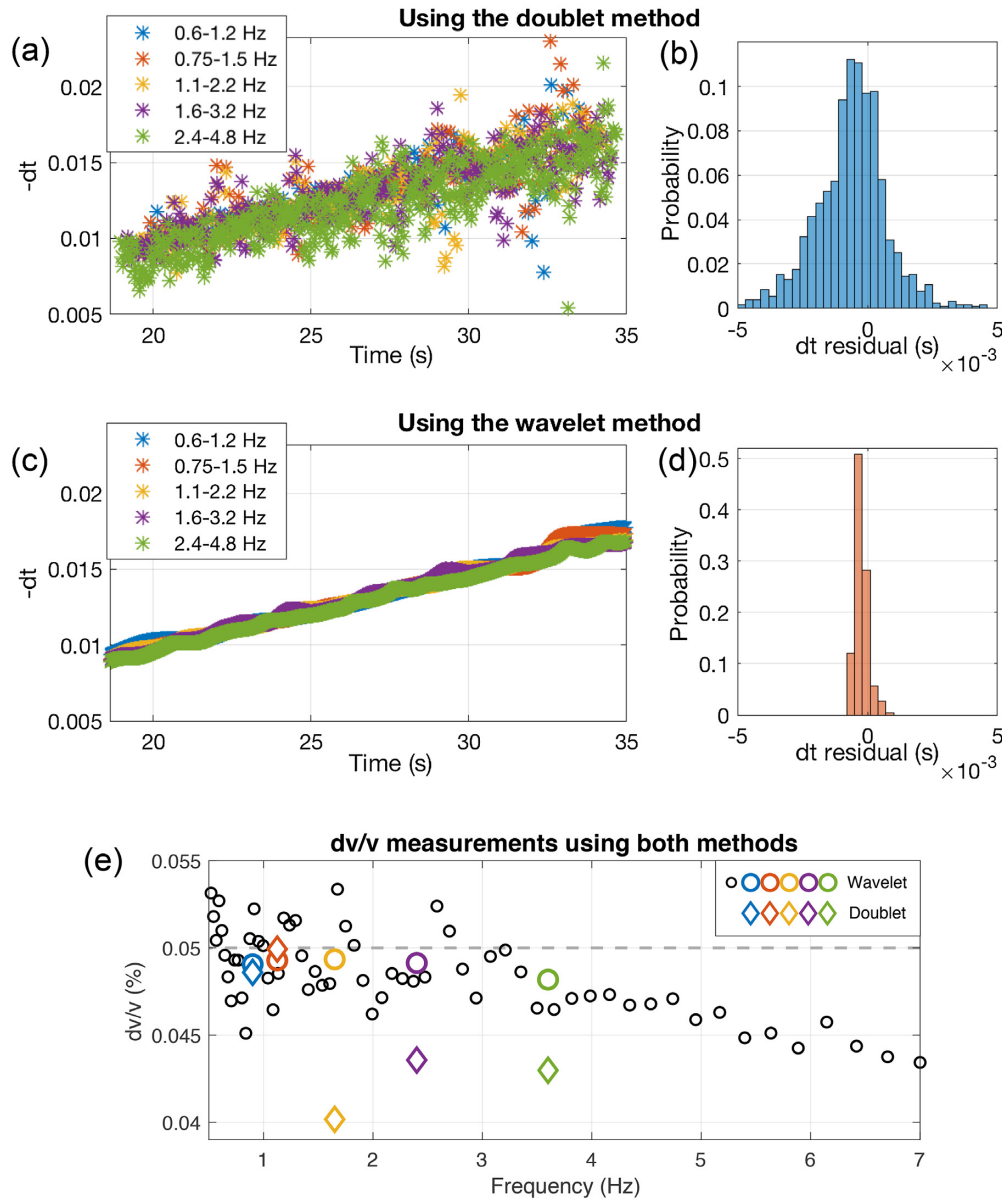 Using the doublet method
(a)
0.6-1.2 Hz
0.75-1.5 Hz
1.1-2.2 Hz
1.6-3.2 Hz
2.4-4.8 Hz
-dt
0.02
0.015
0.01
0.005
20
25
30
35
Time (s)
(b)
Probability
0.1
0.08
0.06
0.04
0.02
0
-5
0
5
dt residual (s)
×10⁻³
Using the wavelet method
(c)
0.6-1.2 Hz
0.75-1.5 Hz
1.1-2.2 Hz
1.6-3.2 Hz
2.4-4.8 Hz
-dt
0.02
0.015
0.01
0.005
20
25
30
35
Time (s)
(d)
Probability
0.5
0.4
0.3
0.2
0.1
0
-5
0
5
dt residual (s)
×10⁻³
dv/v measurements using both methods
(e)
Wavelet
Doublet
dv/v (%)
0.055
0.05
0.045
0.04
1
2
3
4
5
6
7
Frequency (Hz)